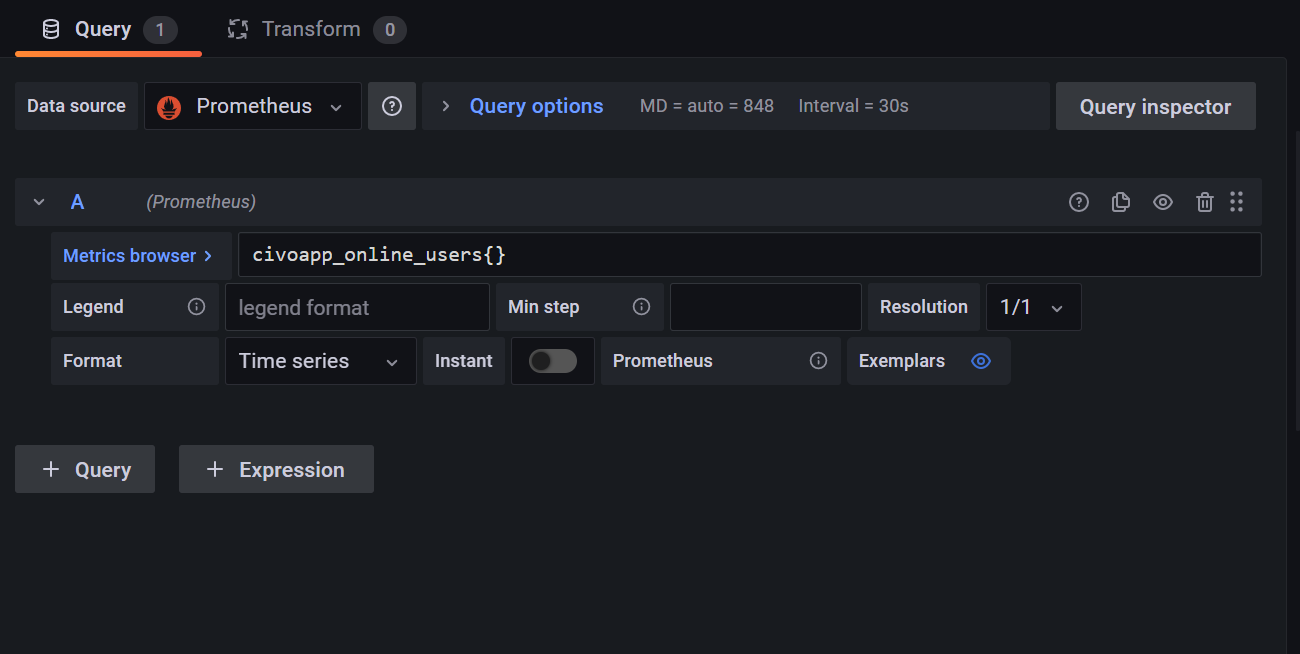 Query 1 Transform 0
Data source Prometheus ? > Query options MD = auto = 848 Interval = 30s Query inspector
A (Prometheus)
Metrics browser > civoapp_online_users{}
Legend legend format Min step Resolution 1/1
Format Time series Instant Prometheus Exemplars
+ Query + Expression